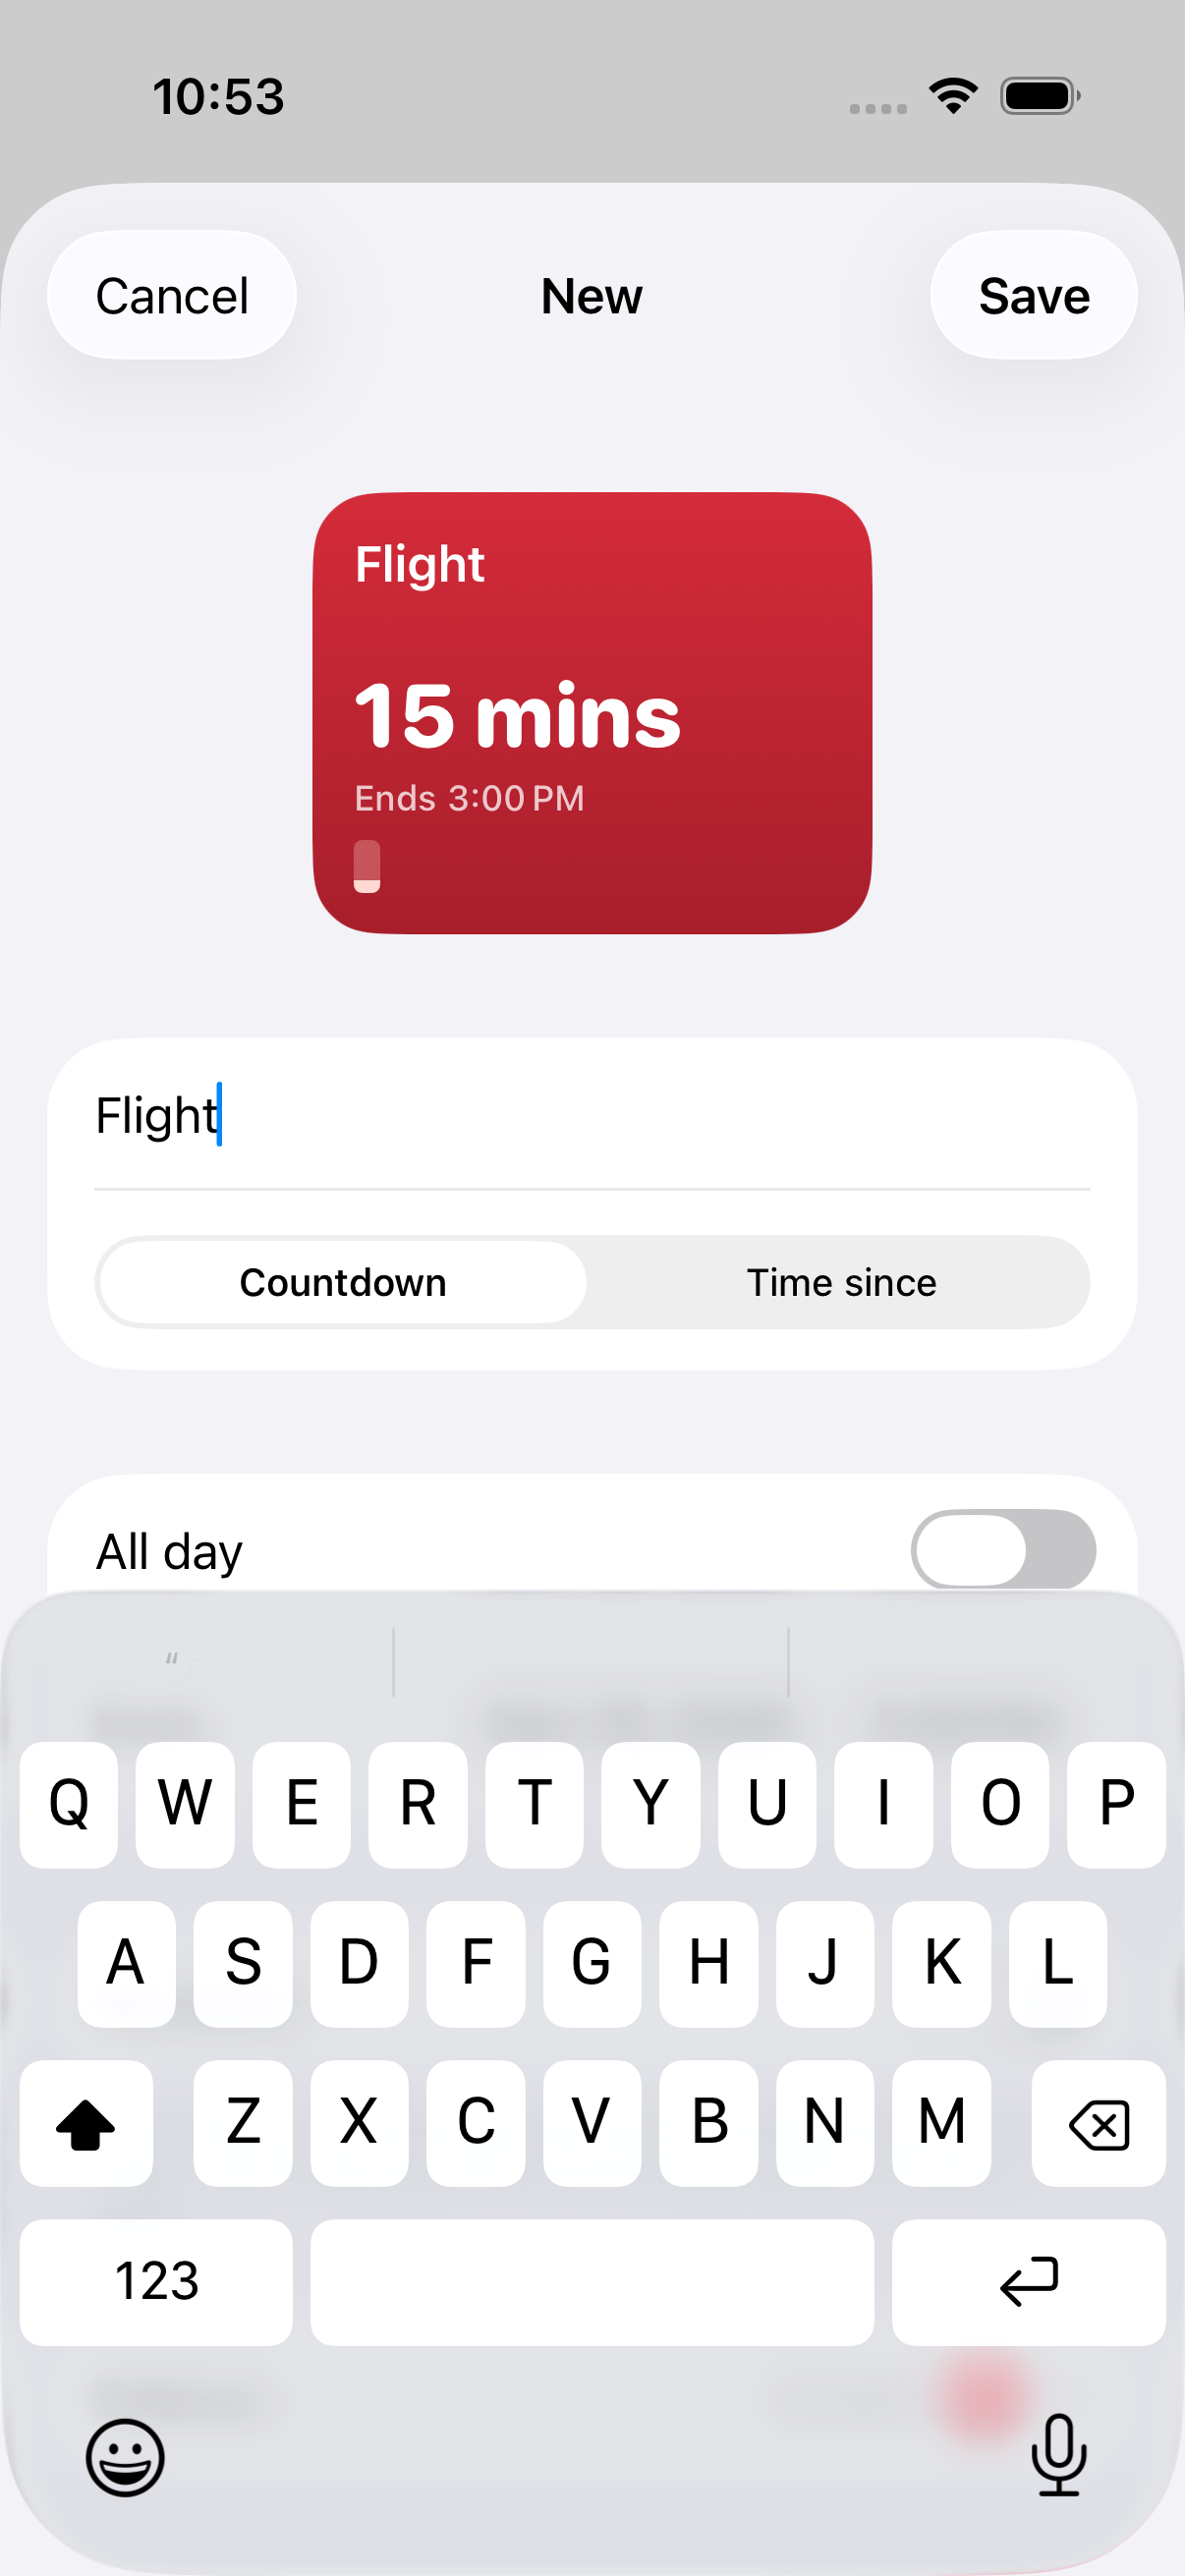 10:53
Cancel New Save
Flight
15 mins
Ends 3:00 PM
Flight
Countdown Time since
All day
“
Q W E R T Y U I O P
A S D F G H J K L
Z X C V B N M
123